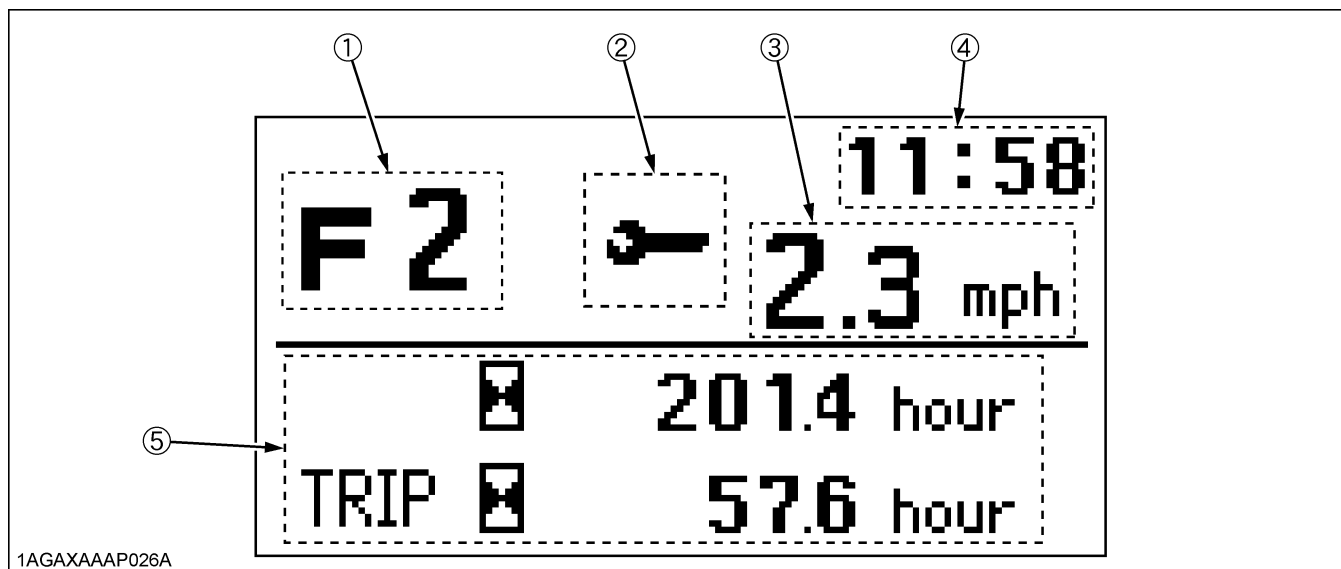 ① ② ③ ④
11:58
F2
2.3 mph
201.4 hour
⑤
TRIP 57.6 hour
1AGAXAAAP026A